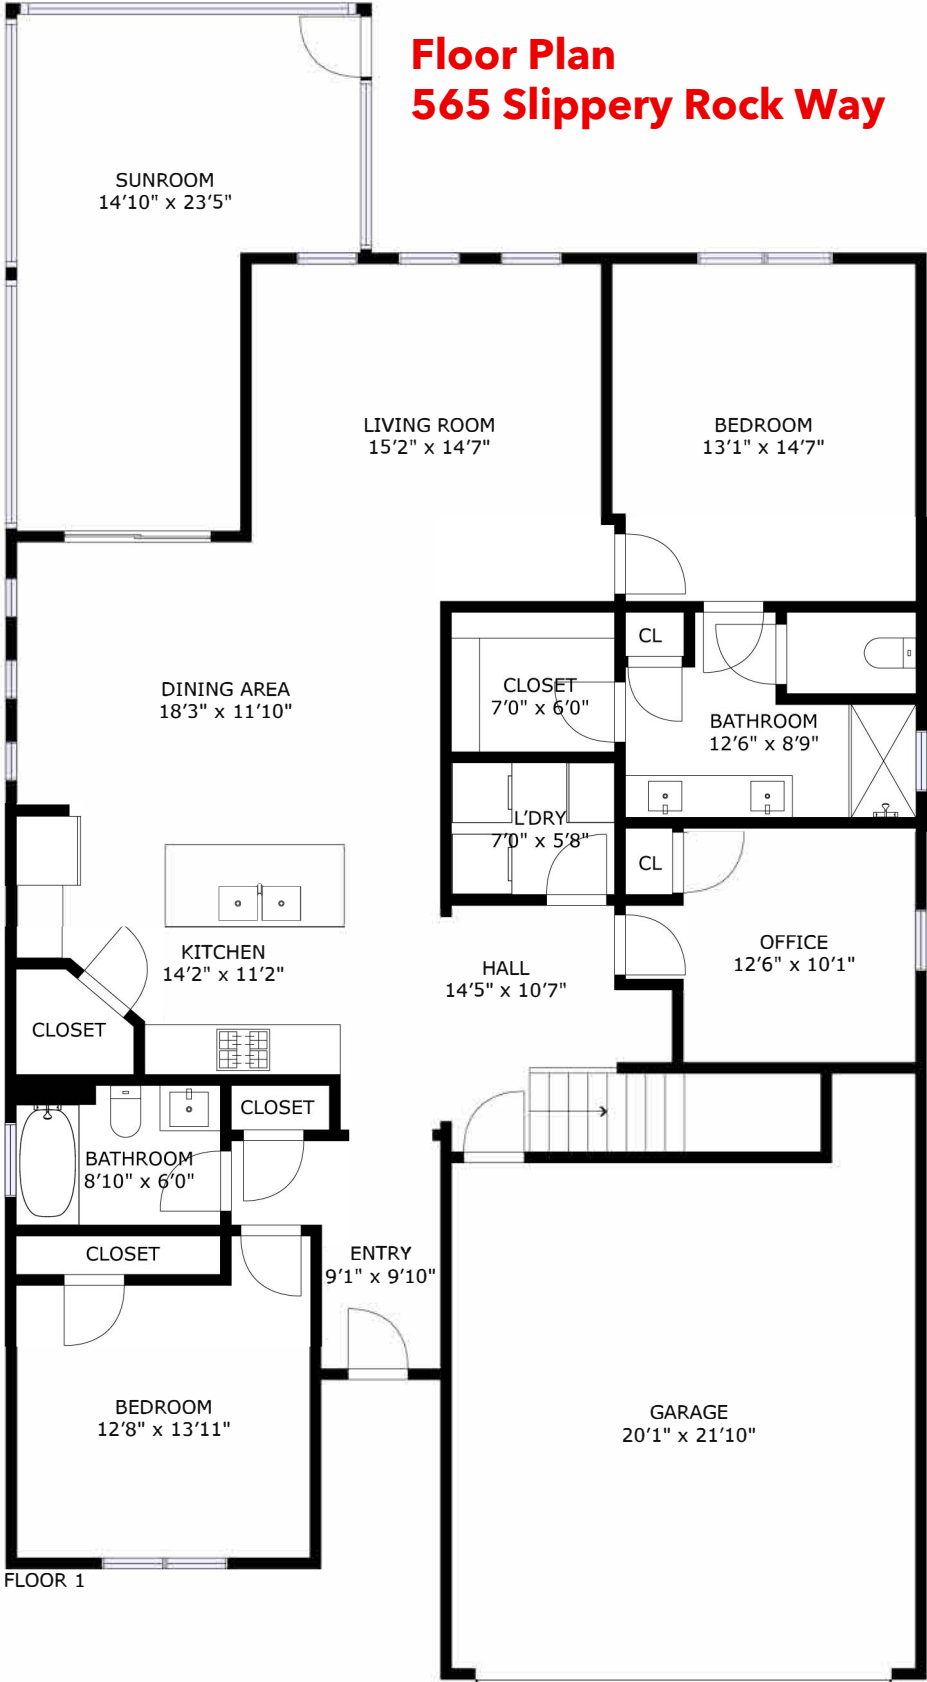 Floor Plan
565 Slippery Rock Way
SUNROOM
14'10" x 23'5"
LIVING ROOM
15'2" x 14'7"
BEDROOM
13'1" x 14'7"
DINING AREA
18'3" x 11'10"
CLOSET
7'0" x 6'0"
CL
BATHROOM
12'6" x 8'9"
L'DRY
7'0" x 5'8"
CL
KITCHEN
14'2" x 11'2"
HALL
14'5" x 10'7"
OFFICE
12'6" x 10'1"
CLOSET
CLOSET
BATHROOM
8'10" x 6'0"
CLOSET
ENTRY
9'1" x 9'10"
BEDROOM
12'8" x 13'11"
GARAGE
20'1" x 21'10"
FLOOR 1